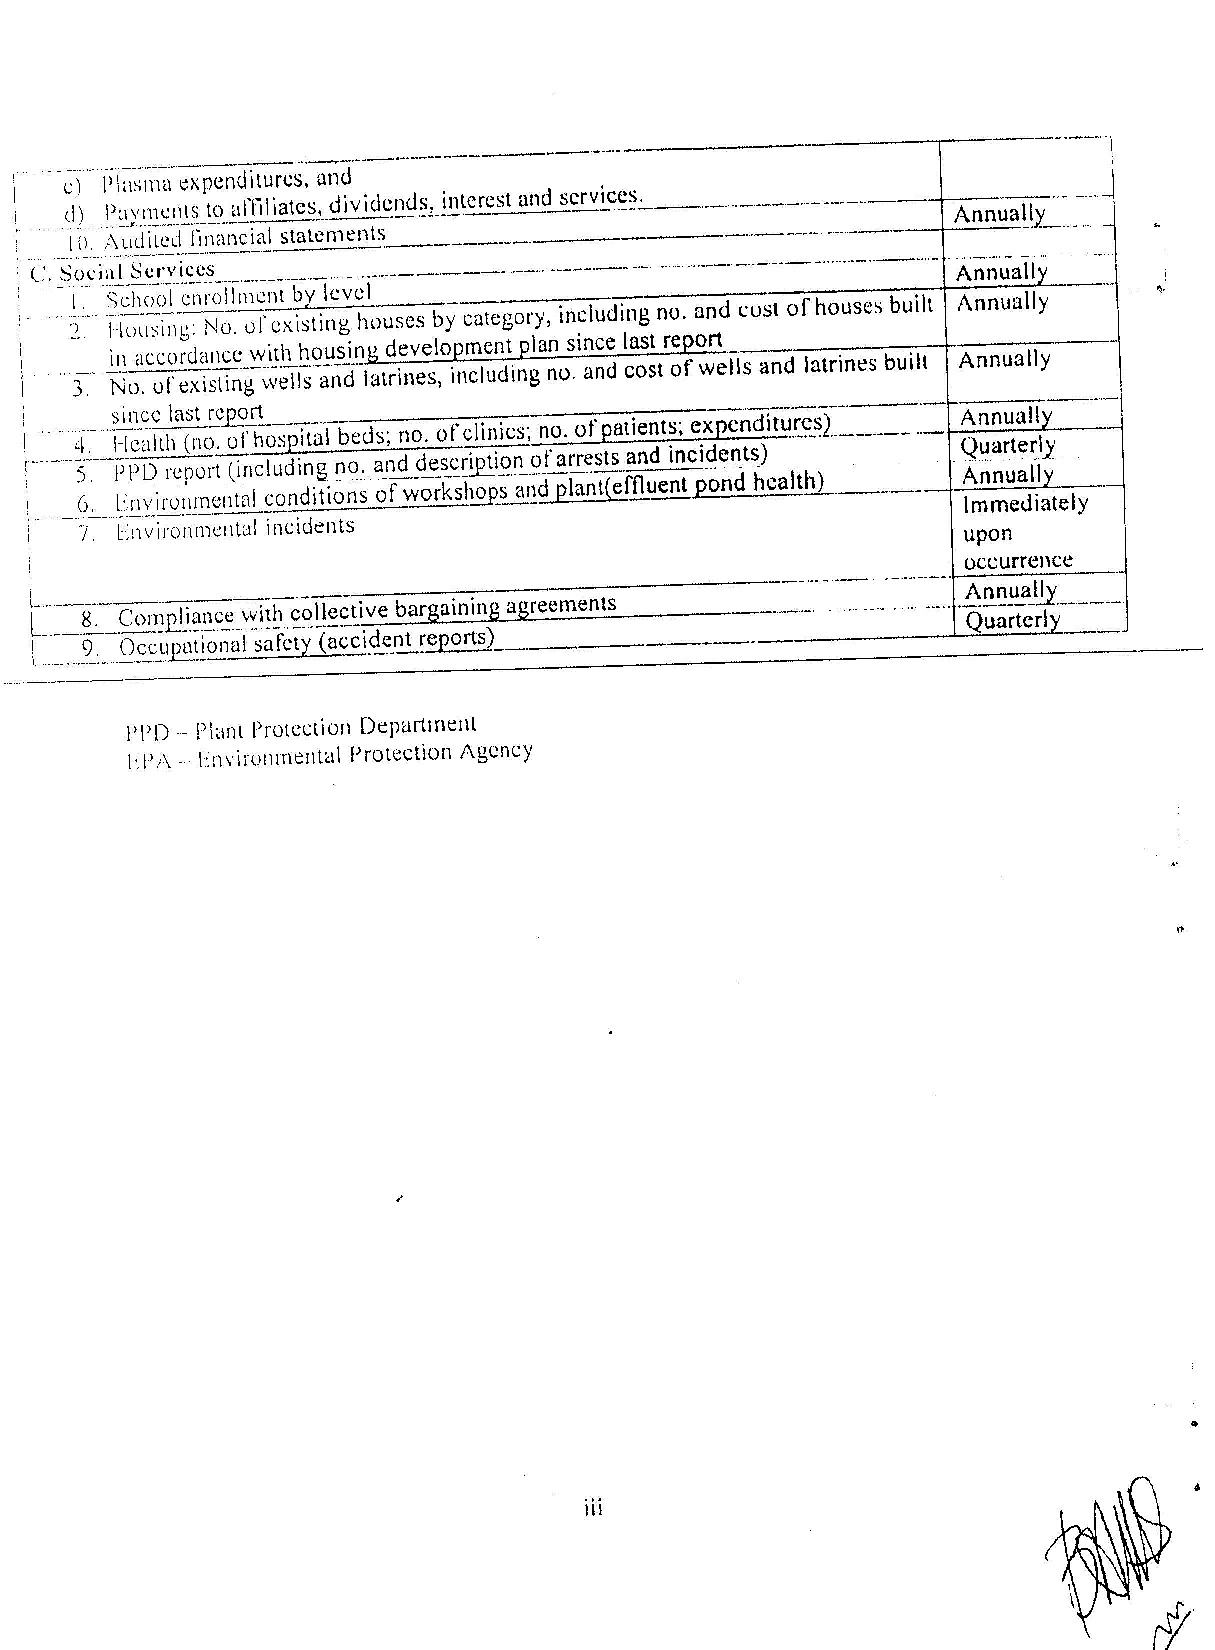 c) Plasma expenditures, and
d) Payments to affiliates, dividends, interest and services.
10. Audited financial statements Annually
C. Social Services
1. School enrollment by level Annually
2. Housing: No. of existing houses by category, including no. and cost of houses built Annually
in accordance with housing development plan since last report
3. No. of existing wells and latrines, including no. and cost of wells and latrines built Annually
since last report
4. Health (no. of hospital beds; no. of clinics; no. of patients; expenditures) Annually
5. PPD report (including no. and description of arrests and incidents) Quarterly
6. Environmental conditions of workshops and plant(effluent pond health) Annually
7. Environmental incidents Immediately
upon
occurrence
8. Compliance with collective bargaining agreements Annually
9. Occupational safety (accident reports) Quarterly
PPD – Plant Protection Department
EPA – Environmental Protection Agency
iii